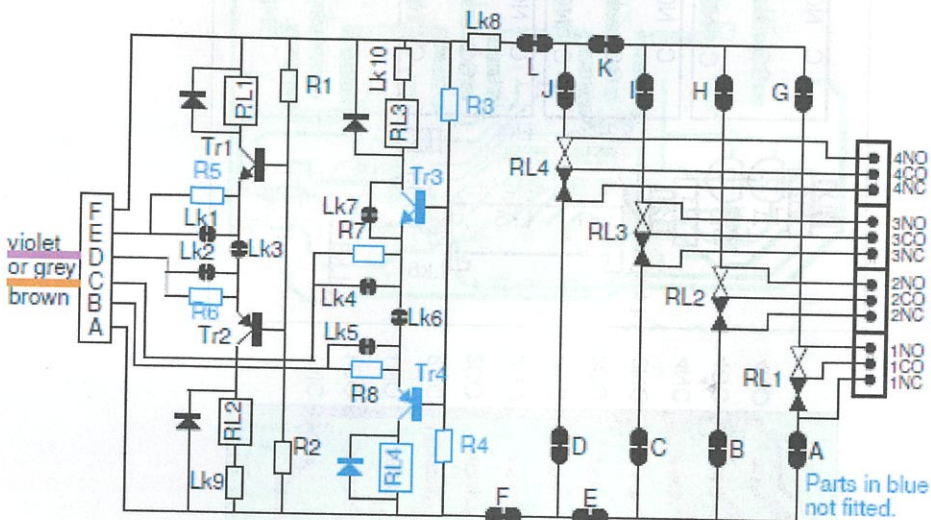 Lk8
L
K
J
I
H
G
RL1
R1
Lk10
RL3
R3
Tr1
R5
Lk1
Lk2
Lk3
R6
Tr2
RL2
Lk9
R2
Tr3
Lk7
R7
Lk4
Lk6
Lk5
R8
Tr4
RL4
R4
F
E
D
C
B
A
violet
or grey
brown
RL4
RL3
RL2
RL1
4NO
4CO
4NC
3NO
3CO
3NC
2NO
2CO
2NC
1NO
1CO
1NC
D
C
B
A
F
E
Parts in blue
not fitted.